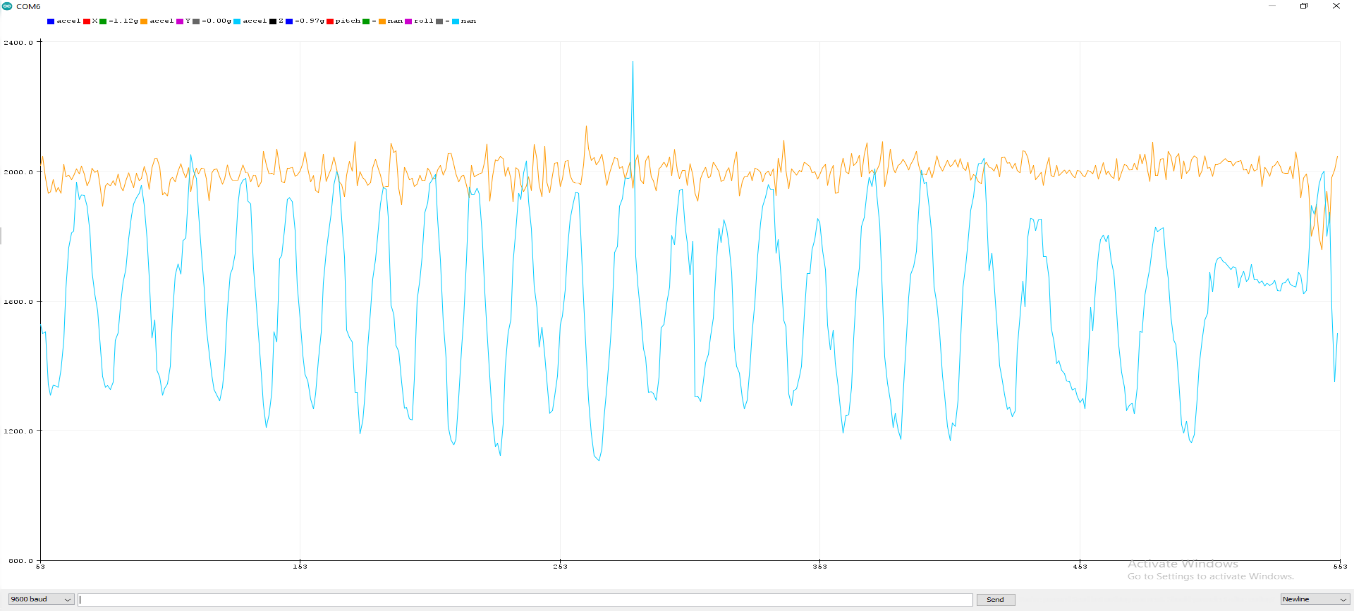 COM6
accel X =-1.12g accel Y =-0.00g accel Z =-0.97g pitch = nan roll = nan
2400.0
2000.0
1600.0
1200.0
800.0
53 153 253 353 453 553
Activate Windows
Go to Settings to activate Windows.
9600 baud Send Newline